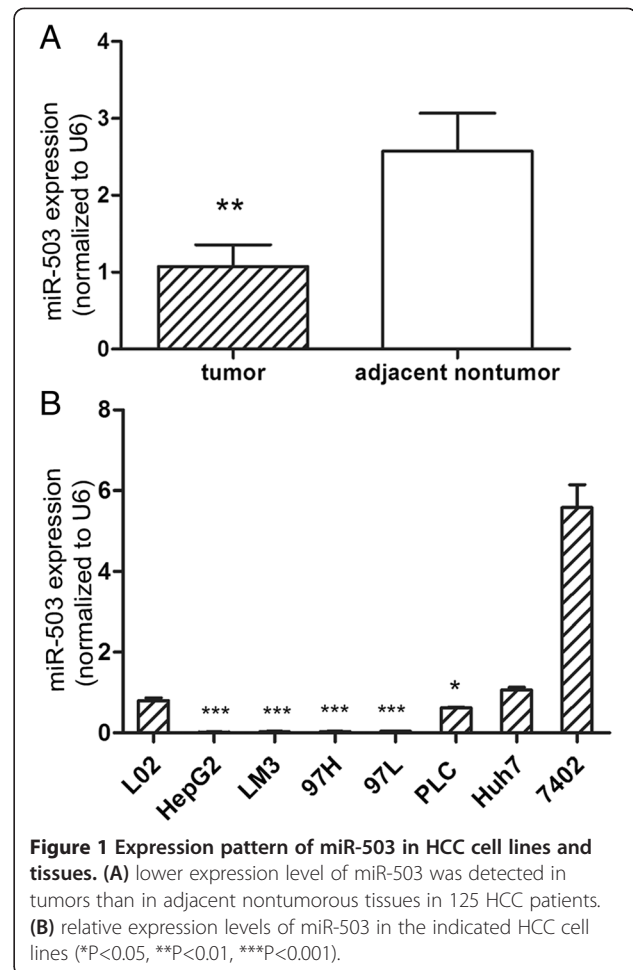 A
miR-503 expression
(normalized to U6)
4
3
2
1
0
**
tumor adjacent nontumor
B
miR-503 expression
(normalized to U6)
8
6
4
2
0
*** *** *** *** *
L02 HepG2 LM3 97H 97L PLC Huh7 7402
Figure 1 Expression pattern of miR-503 in HCC cell lines and
tissues. (A) lower expression level of miR-503 was detected in
tumors than in adjacent nontumorous tissues in 125 HCC patients.
(B) relative expression levels of miR-503 in the indicated HCC cell
lines (*P<0.05, **P<0.01, ***P<0.001).